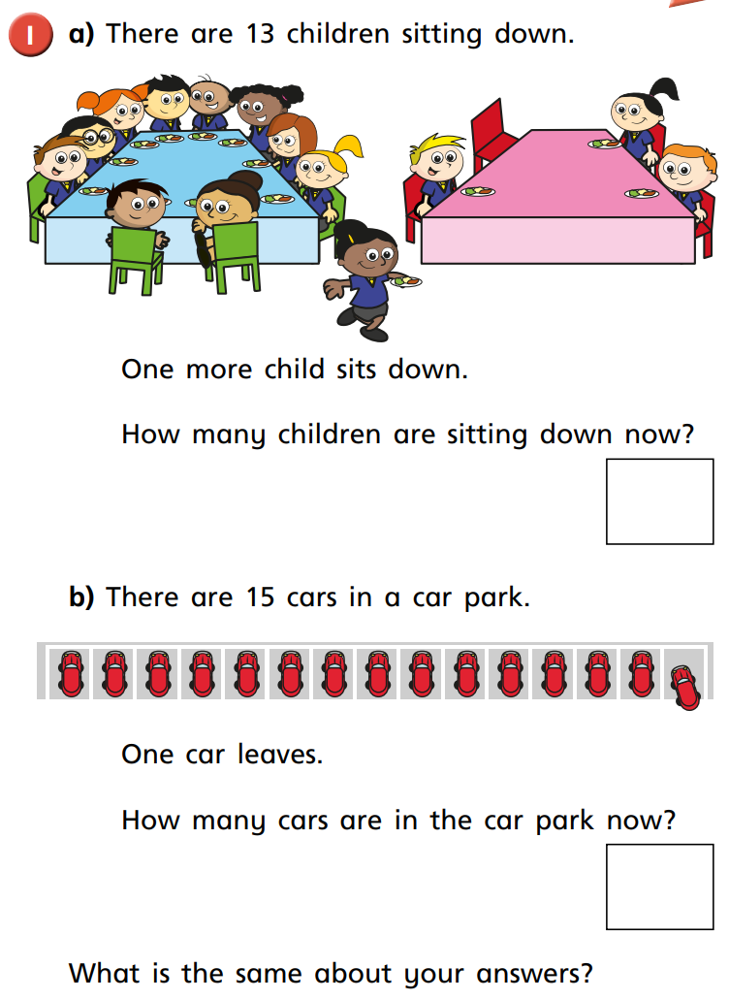 1 a) There are 13 children sitting down.
One more child sits down.
How many children are sitting down now?
b) There are 15 cars in a car park.
One car leaves.
How many cars are in the car park now?
What is the same about your answers?